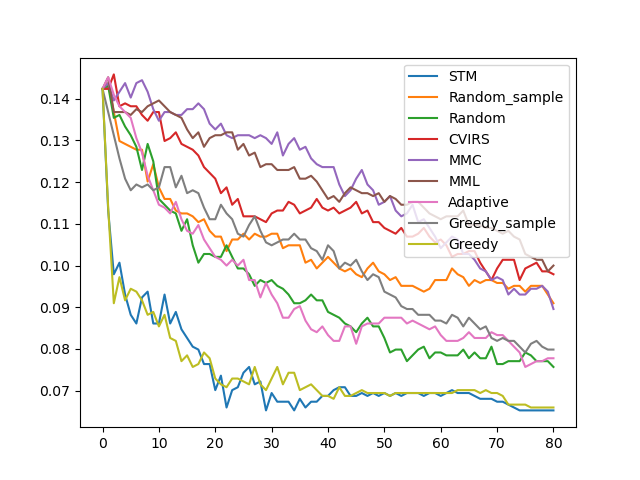 0.14
0.13
0.12
0.11
0.10
0.09
0.08
0.07
0 10 20 30 40 50 60 70 80
STM
Random_sample
Random
CVIRS
MMC
MML
Adaptive
Greedy_sample
Greedy